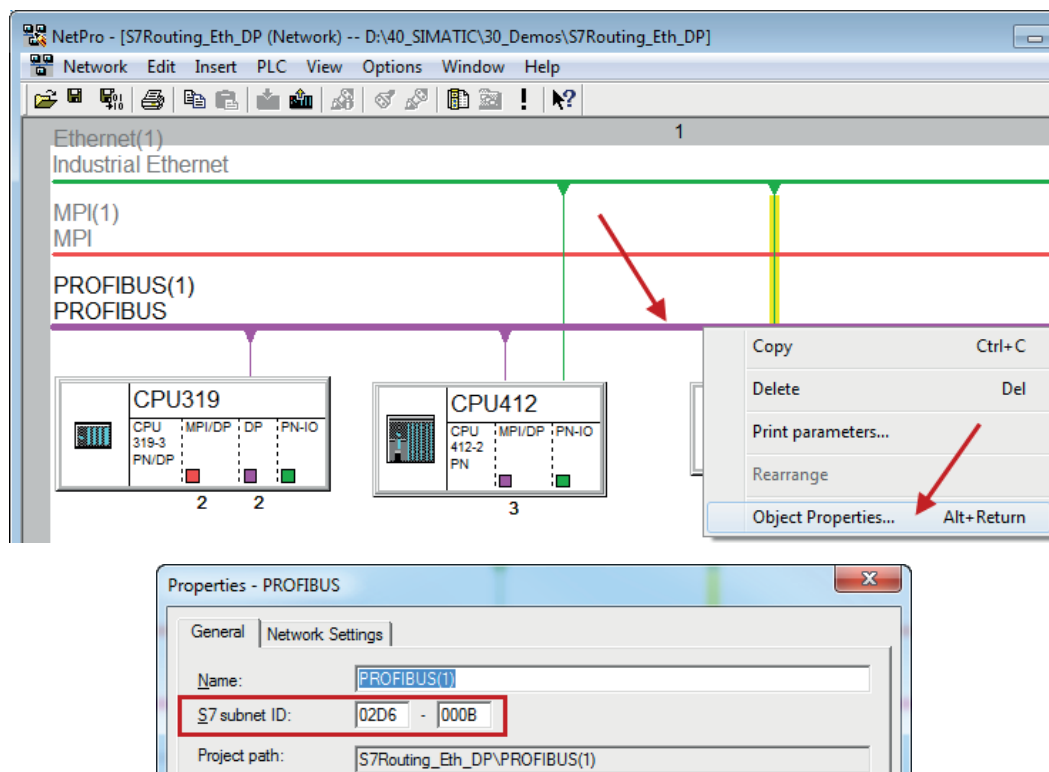 NetPro - [S7Routing_Eth_DP (Network) -- D:\40_SIMATIC\30_Demos\S7Routing_Eth_DP]
Network Edit Insert PLC View Options Window Help
1
Ethernet(1)
Industrial Ethernet
MPI(1)
MPI
PROFIBUS(1)
PROFIBUS
CPU319
CPU 319-3 PN/DP
MPI/DP
DP
PN-IO
2 2
CPU412
CPU 412-2 PN
MPI/DP
PN-IO
3
Copy Ctrl+C
Delete Del
Print parameters...
Rearrange
Object Properties... Alt+Return
Properties - PROFIBUS
General Network Settings
Name: PROFIBUS(1)
S7 subnet ID: 02D6 - 000B
Project path: S7Routing_Eth_DP\PROFIBUS(1)